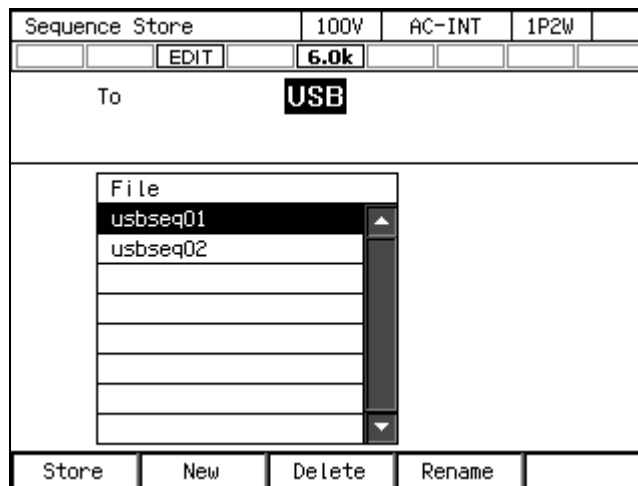 Sequence Store 100V AC-INT 1P2W
EDIT 6.0k
To USB
File
usbseq01
usbseq02
Store New Delete Rename